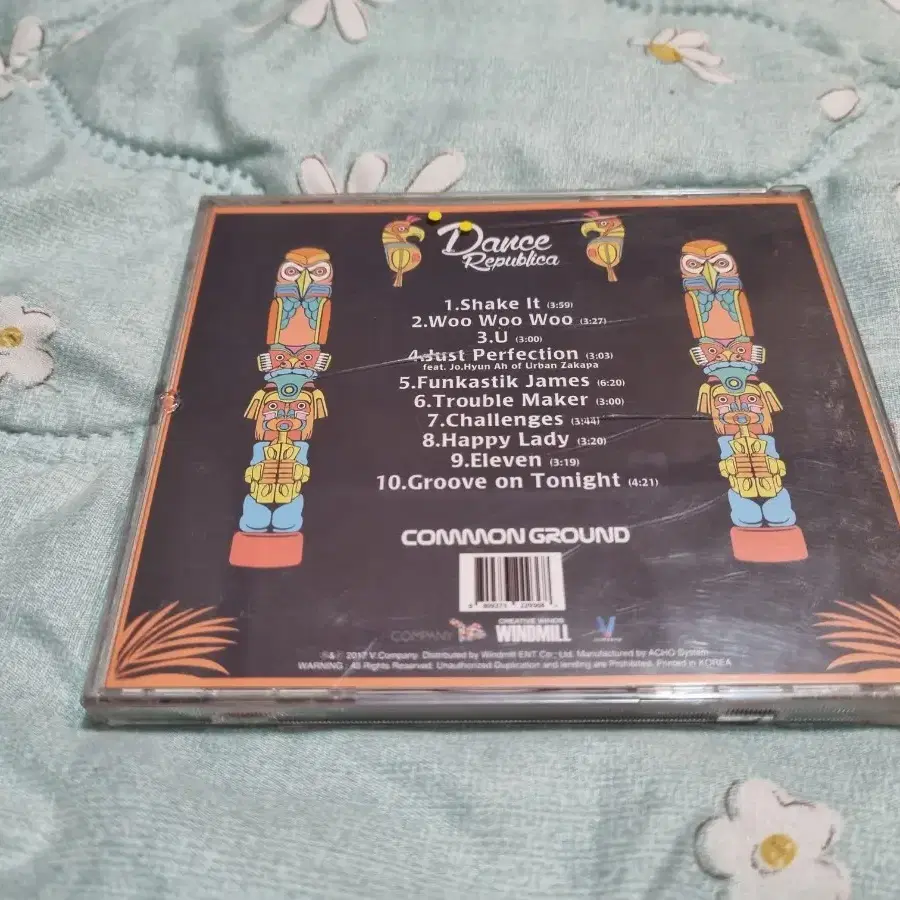 Dance
Republica
1.Shake It (3:59)
2.Woo Woo Woo (3:27)
3.U (3:00)
4.Just Perfection (3:03)
feat. Jo.Hyun Ah of Urban Zakapa
5.Funkastik James (6:20)
6.Trouble Maker (3:00)
7.Challenges (3:44)
8.Happy Lady (3:20)
9.Eleven (3:19)
10.Groove on Tonight (4:21)
COMMON GROUND
COMPANY
CREATIVE MINDS
WINDMILL
2017 V Company. Distributed by Windmill ENT Co., Ltd. Manufactured by ACHO System
WARNING : All Rights Reserved. Unauthorized Duplication and lending are Prohibited. Printed in KOREA